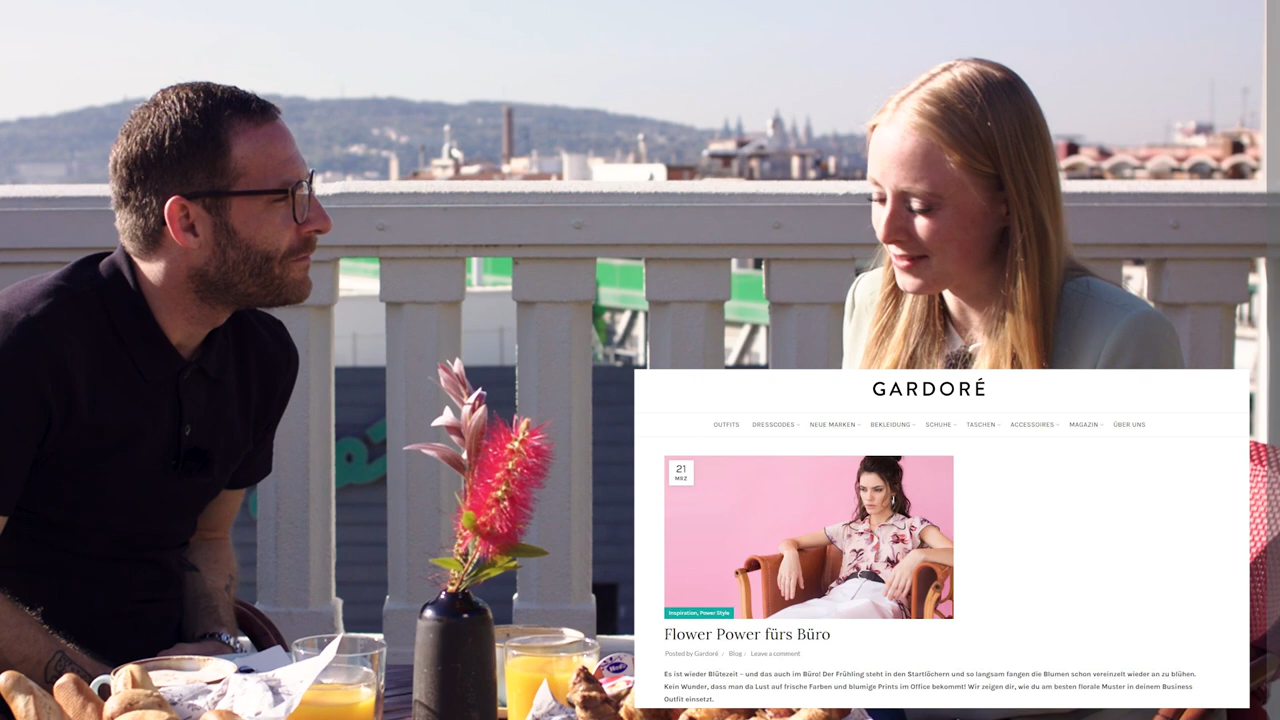 GARDORÉ
OUTFITS DRESSCODES NEUE MARKEN BEKLEIDUNG SCHUHE TASCHEN ACCESSOIRES MAGAZIN ÜBER UNS
21
MRZ
Inspiration, Power Style
Flower Power fürs Büro
Posted by Gardoré / Blog / Leave a comment
Es ist wieder Blütezeit – und das auch im Büro! Der Frühling steht in den Startlöchern und so langsam fangen die Blumen schon vereinzelt wieder an zu blühen.
Kein Wunder, dass man da Lust auf frische Farben und blumige Prints im Office bekommt! Wir zeigen dir, wie du am besten florale Muster in deinem Business
Outfit einsetzt.